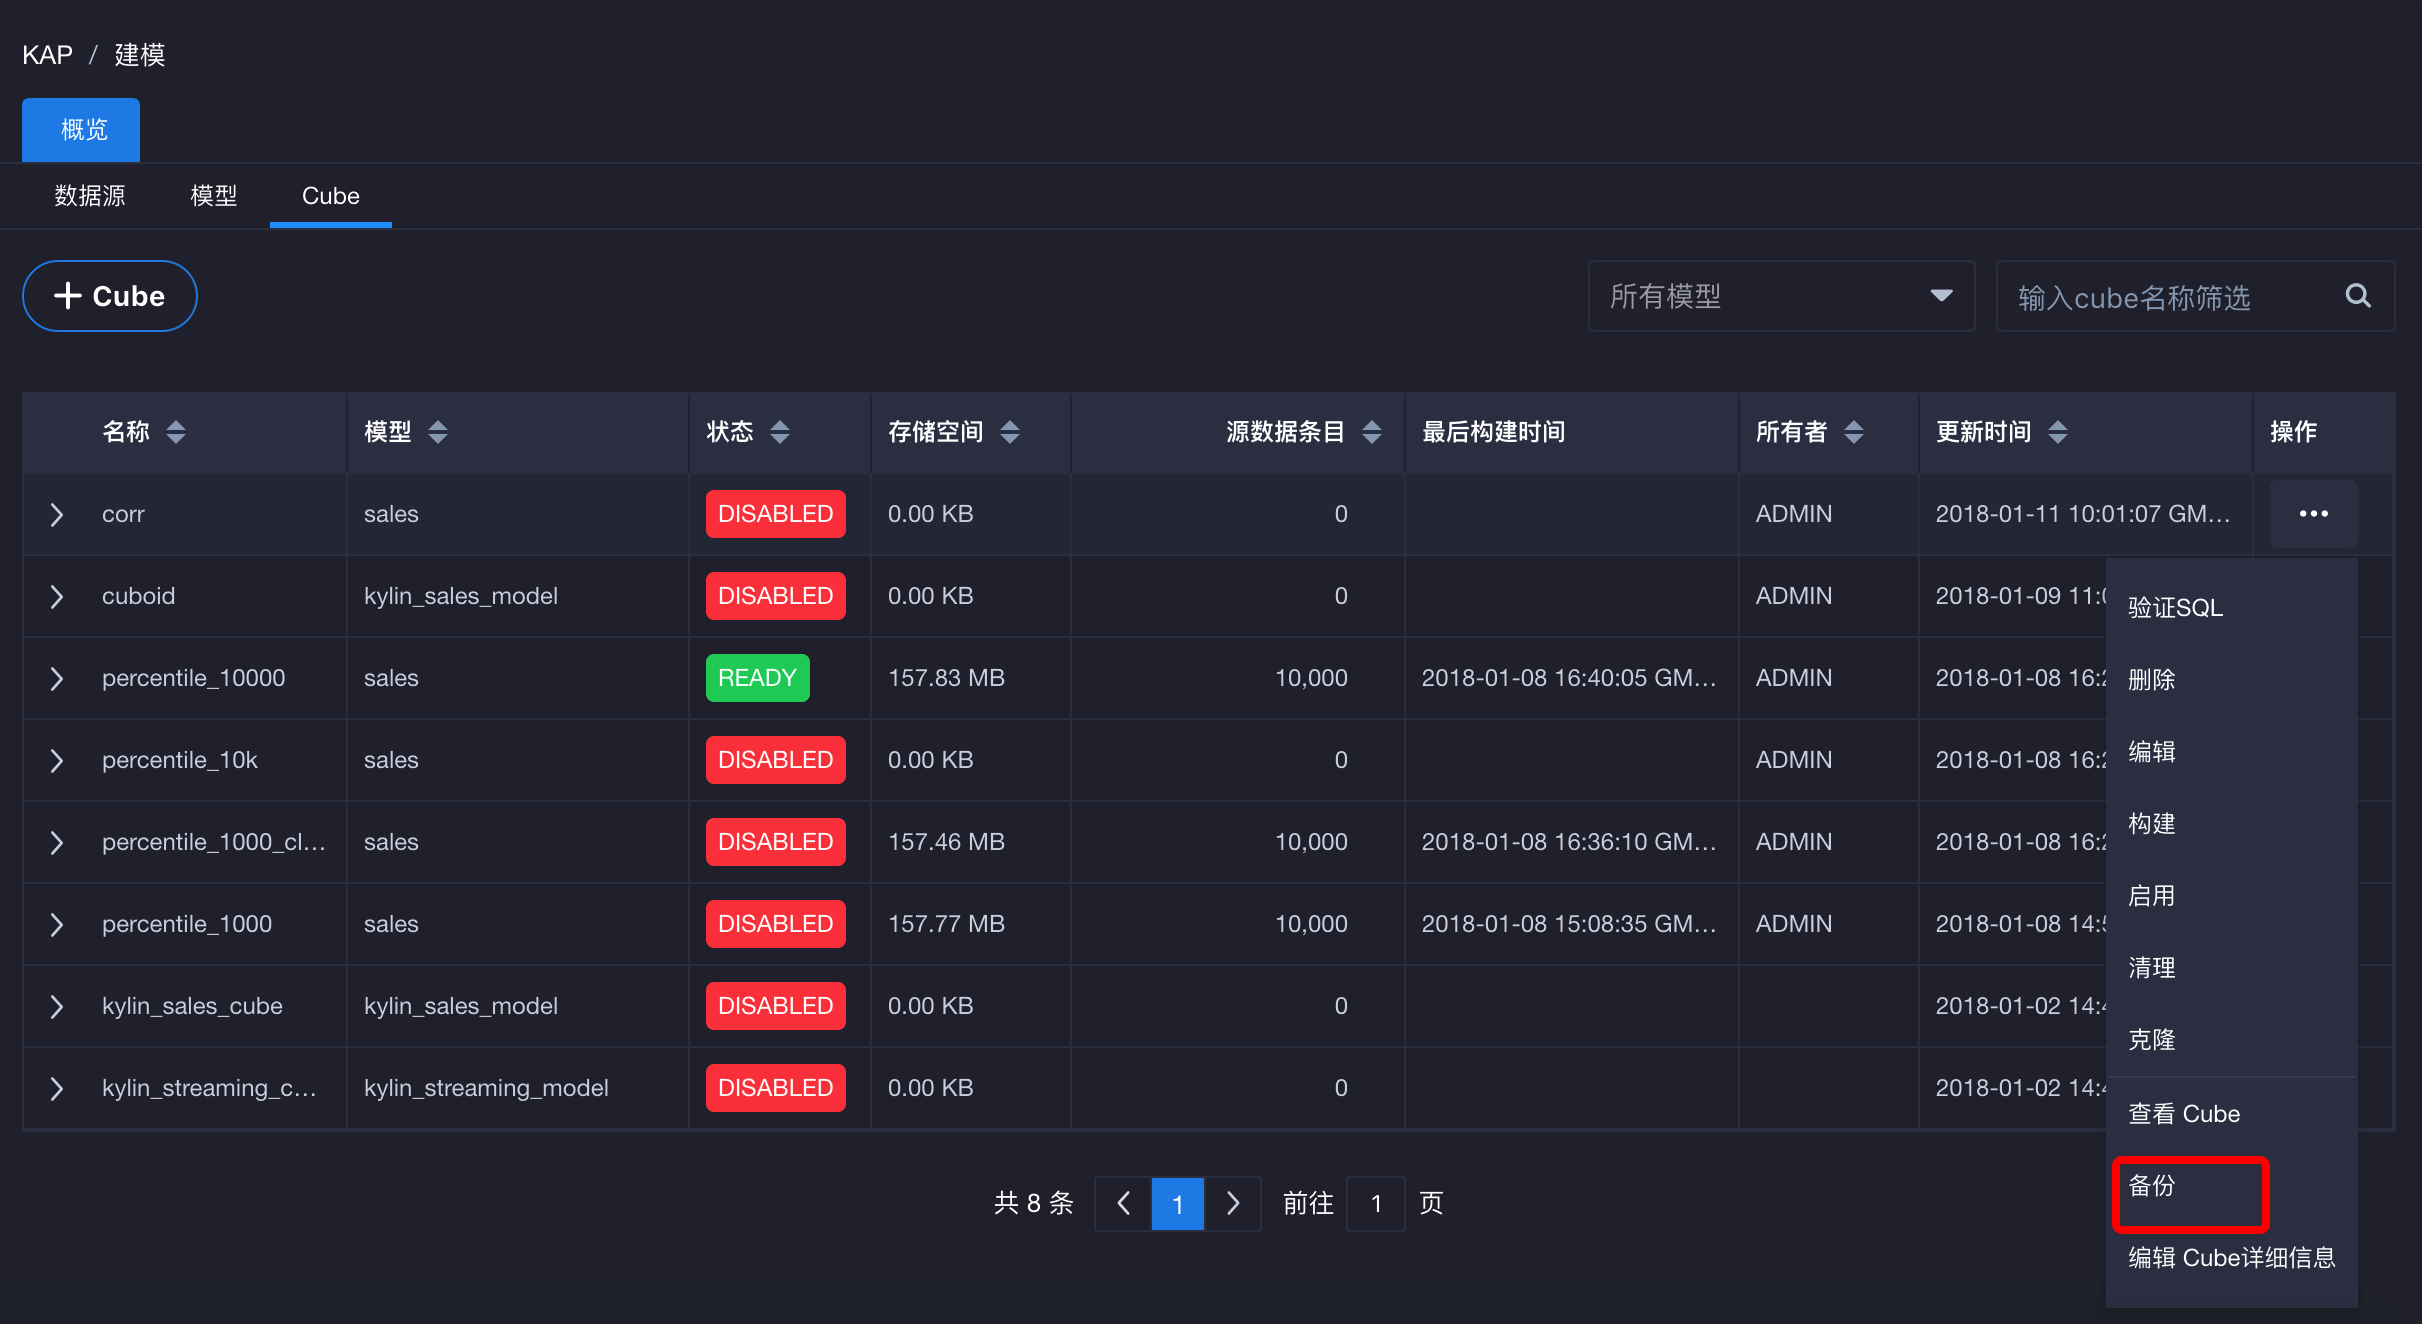 KAP / 建模
概览
数据源 模型 Cube
+ Cube 所有模型 输入cube名称筛选
名称 模型 状态 存储空间 源数据条目 最后构建时间 所有者 更新时间 操作
corr sales DISABLED 0.00 KB 0 ADMIN 2018-01-11 10:01:07 GM... ...
cuboid kylin_sales_model DISABLED 0.00 KB 0 ADMIN 2018-01-09 11:
percentile_10000 sales READY 157.83 MB 10,000 2018-01-08 16:40:05 GM... ADMIN 2018-01-08 16:
percentile_10k sales DISABLED 0.00 KB 0 ADMIN 2018-01-08 16:
percentile_1000_cl... sales DISABLED 157.46 MB 10,000 2018-01-08 16:36:10 GM... ADMIN 2018-01-08 16:
percentile_1000 sales DISABLED 157.77 MB 10,000 2018-01-08 15:08:35 GM... ADMIN 2018-01-08 14:
kylin_sales_cube kylin_sales_model DISABLED 0.00 KB 0 2018-01-02 14:
kylin_streaming_c... kylin_streaming_model DISABLED 0.00 KB 0 2018-01-02 14:
验证SQL
删除
编辑
构建
启用
清理
克隆
查看 Cube
备份
编辑 Cube详细信息
共 8 条 1 前往 1 页